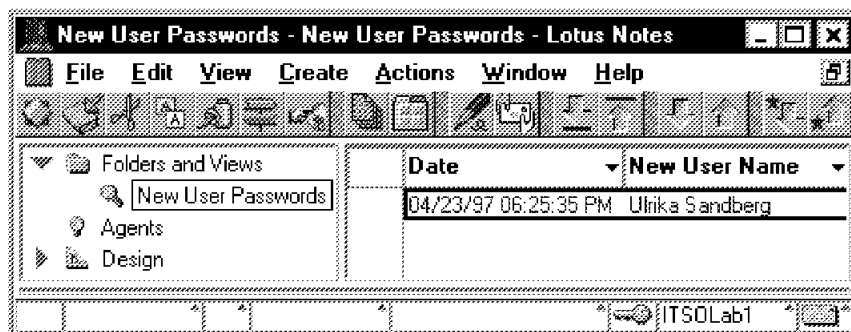 New User Passwords - New User Passwords - Lotus Notes
File Edit View Create Actions Window Help
Folders and Views
New User Passwords
Agents
Design
Date New User Name
04/23/97 06:25:35 PM Ulrika Sandberg
ITSOLab1